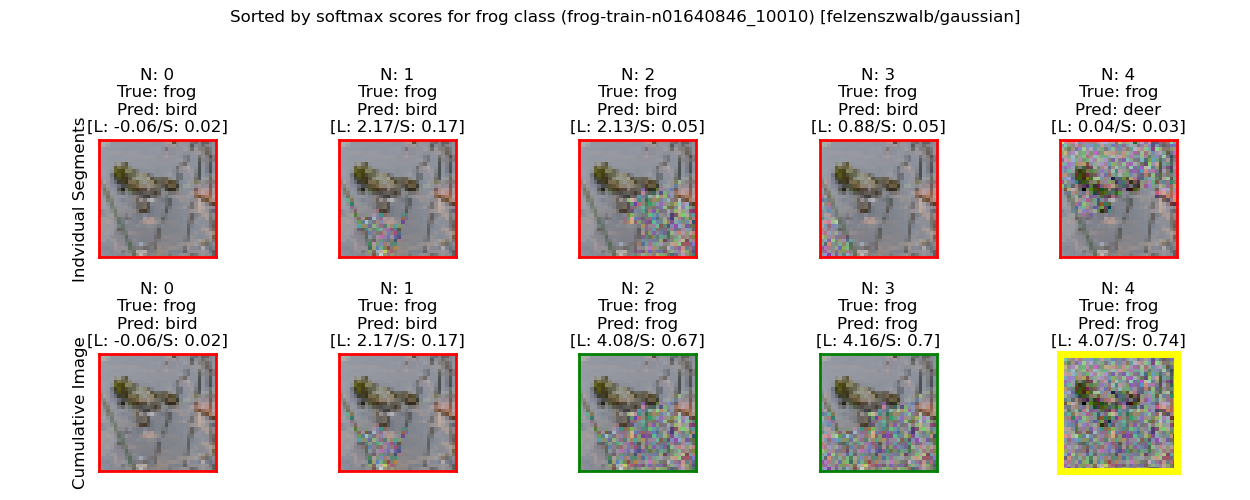 Sorted by softmax scores for frog class (frog-train-n01640846_10010) [felzenszwalb/gaussian]
Indvidual Segments
N: 0
True: frog
Pred: bird
[L: -0.06/S: 0.02]
N: 1
True: frog
Pred: bird
[L: 2.17/S: 0.17]
N: 2
True: frog
Pred: bird
[L: 2.13/S: 0.05]
N: 3
True: frog
Pred: bird
[L: 0.88/S: 0.05]
N: 4
True: frog
Pred: deer
[L: 0.04/S: 0.03]
Cumulative Image
N: 0
True: frog
Pred: bird
[L: -0.06/S: 0.02]
N: 1
True: frog
Pred: bird
[L: 2.17/S: 0.17]
N: 2
True: frog
Pred: frog
[L: 4.08/S: 0.67]
N: 3
True: frog
Pred: frog
[L: 4.16/S: 0.7]
N: 4
True: frog
Pred: frog
[L: 4.07/S: 0.74]